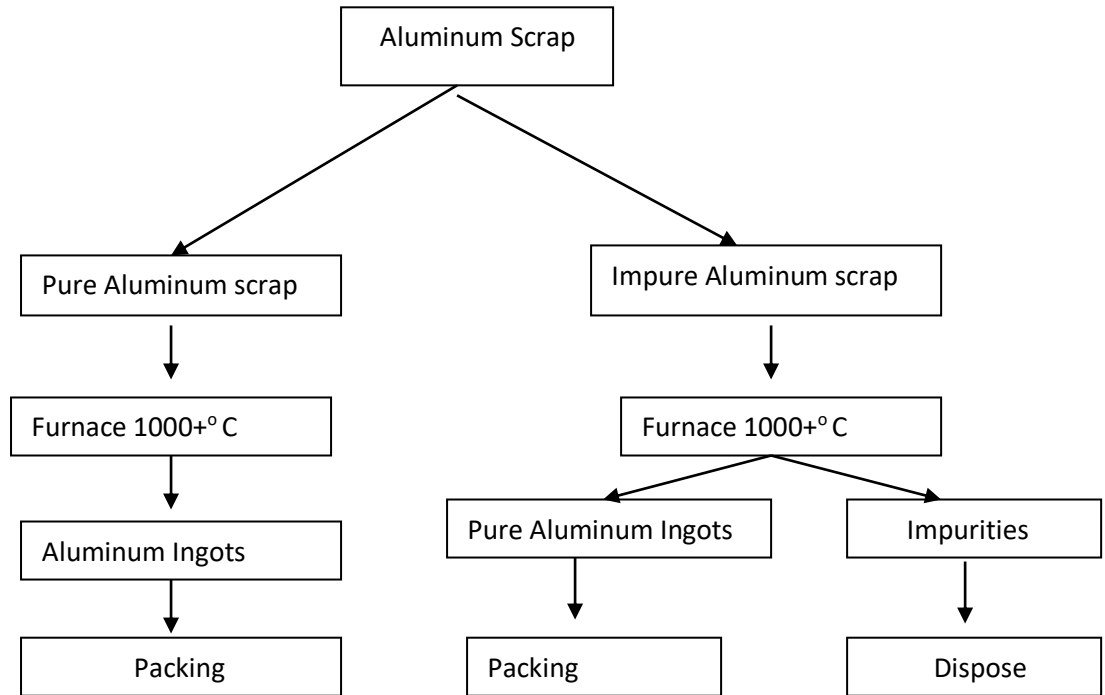 Aluminum Scrap
Pure Aluminum scrap
Impure Aluminum scrap
Furnace 1000+º C
Furnace 1000+º C
Pure Aluminum Ingots
Impurities
Aluminum Ingots
Packing
Packing
Dispose